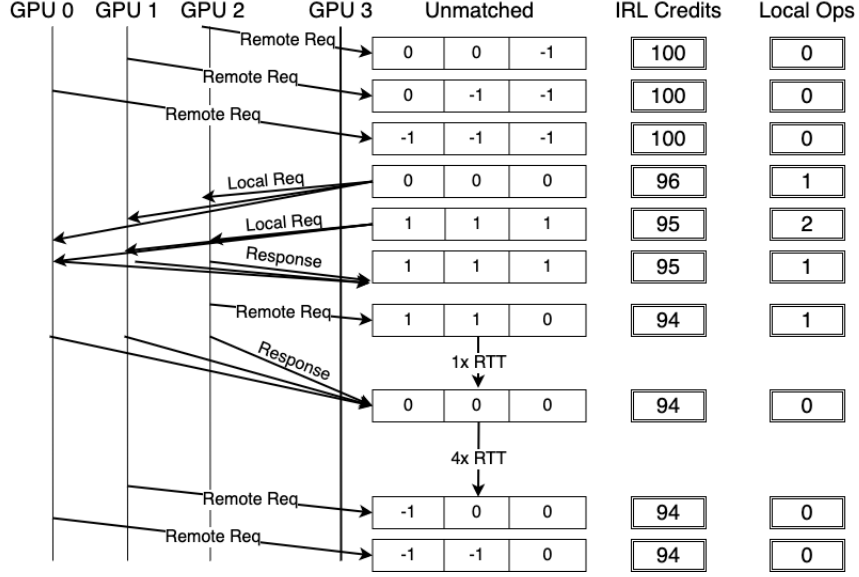 GPU 0 GPU 1 GPU 2 GPU 3 Unmatched IRL Credits Local Ops
Remote Req 0 0 -1 100 0
Remote Req 0 -1 -1 100 0
Remote Req -1 -1 -1 100 0
Local Req 0 0 0 96 1
Local Req 1 1 1 95 2
Response 1 1 1 95 1
Remote Req 1 1 0 94 1
1x RTT
Response 0 0 0 94 0
4x RTT
Remote Req -1 0 0 94 0
Remote Req -1 -1 0 94 0